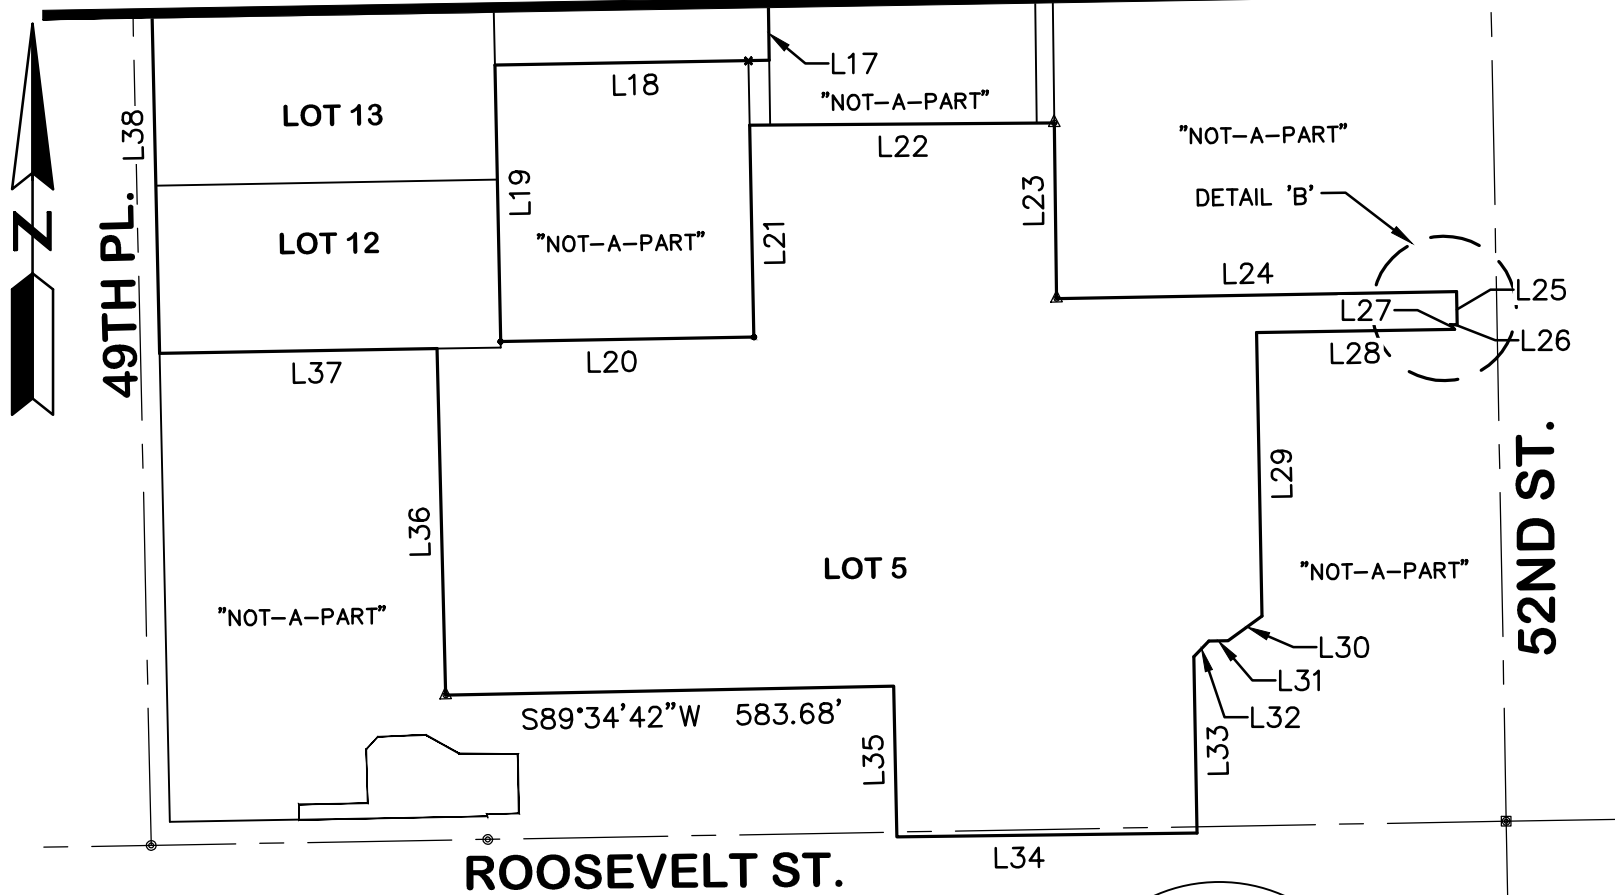 L17
L18
"NOT-A-PART"
LOT 13
L38
"NOT-A-PART"
L22
L19
L23
DETAIL 'B'
Z
49TH PL.
LOT 12
"NOT-A-PART"
L21
L24
L25
L27
L26
L28
L37
L20
L29
52ND ST.
L36
LOT 5
"NOT-A-PART"
"NOT-A-PART"
L30
L31
L32
S89°34'42"W 583.68'
L35
L33
L34
ROOSEVELT ST.